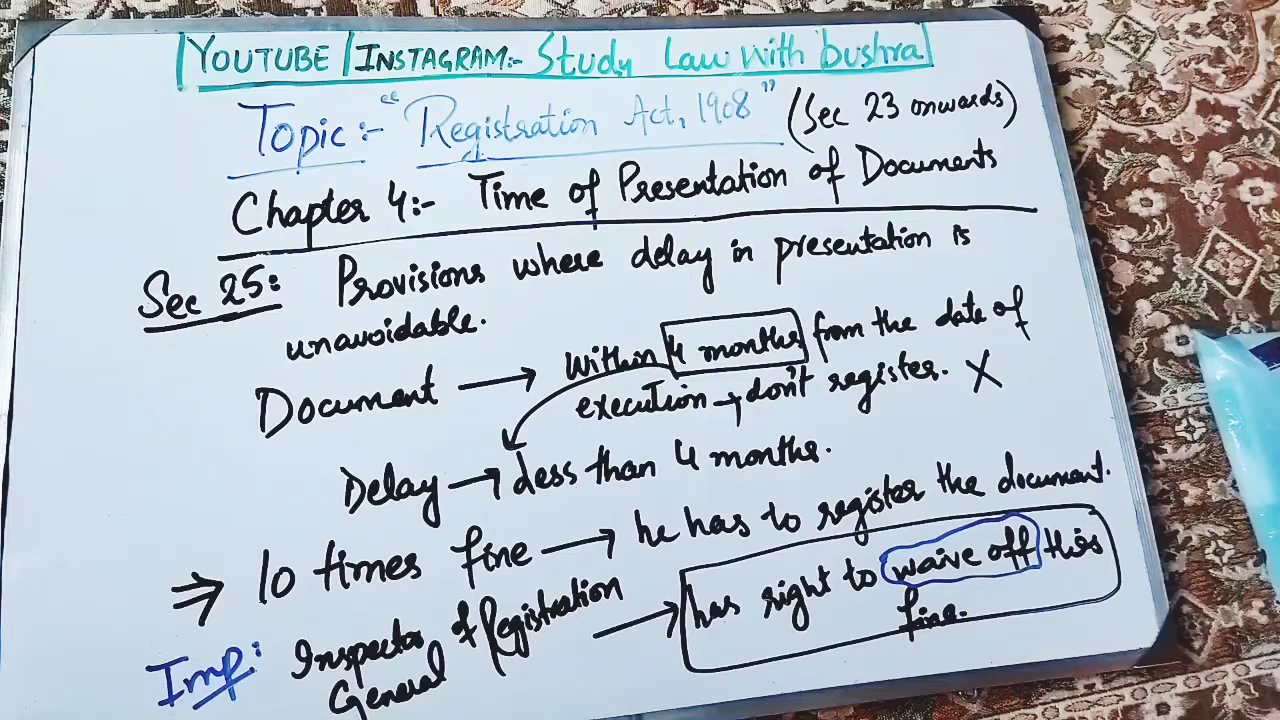 YOUTUBE | INSTAGRAM:- Study Law with bushra
Topic:- "Registration Act, 1908" (Sec 23 onwards)
Chapter 4:- Time of Presentation of Documents
Sec 25: Provisions where delay in presentation is
unavoidable.
Document → Within 4 months from the date of
execution → don't register. X
Delay → less than 4 months.
⇒ 10 times fine → he has to register the document.
Imp: Inspector General of Registration → has right to waive off this
fine.